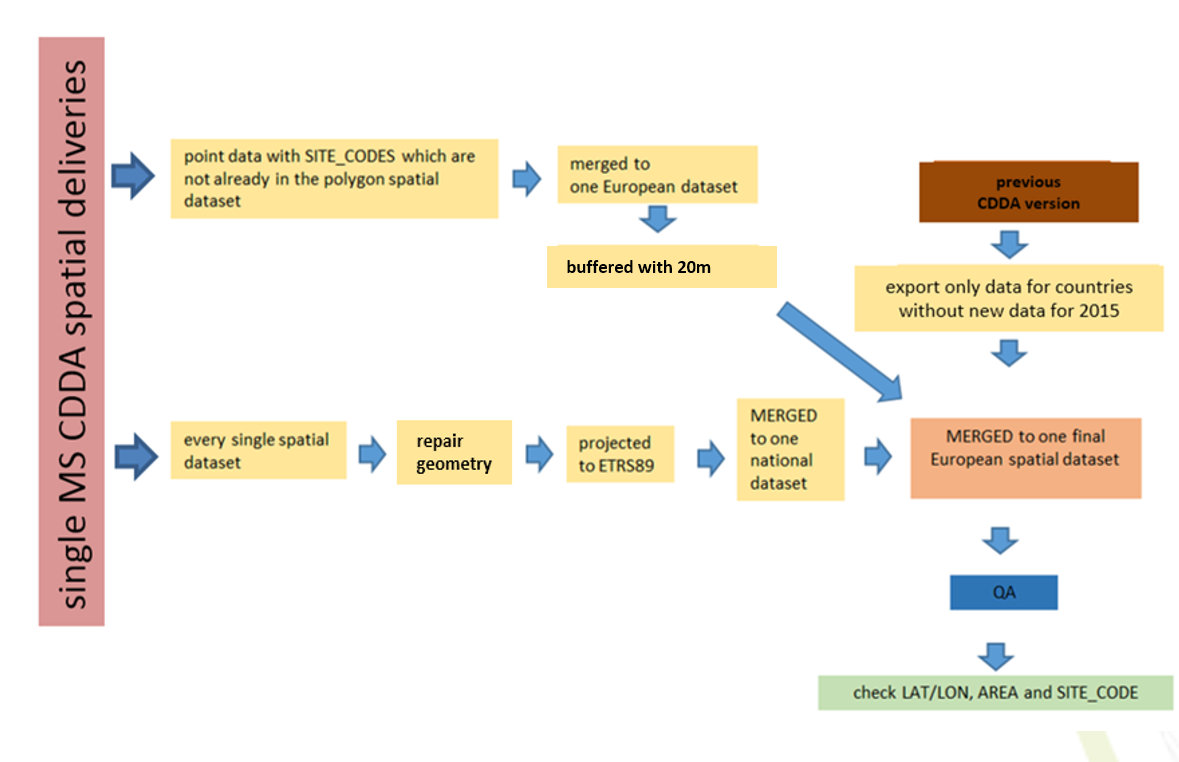 single MS CDDA spatial deliveries
point data with SITE_CODES which are
not already in the polygon spatial
dataset
merged to
one European dataset
buffered with 20m
previous
CDDA version
export only data for countries
without new data for 2015
every single spatial
dataset
repair
geometry
projected
to ETRS89
MERGED
to one
national
dataset
MERGED to one final
European spatial dataset
QA
check LAT/LON, AREA and SITE_CODE